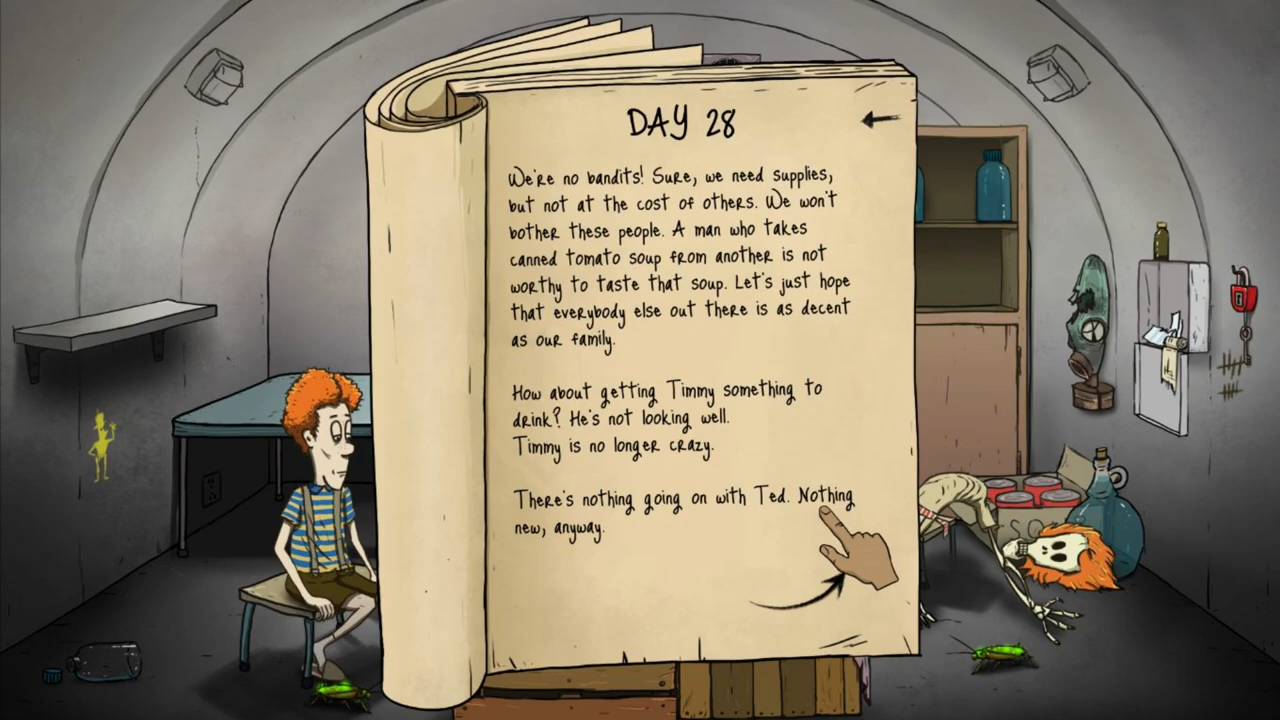 DAY 28
We're no bandits! Sure, we need supplies,
but not at the cost of others. We won't
bother these people. A man who takes
canned tomato soup from another is not
worthy to taste that soup. Let's just hope
that everybody else out there is as decent
as our family.
How about getting Timmy something to
drink? He's not looking well.
Timmy is no longer crazy.
There's nothing going on with Ted. Nothing
new, anyway.